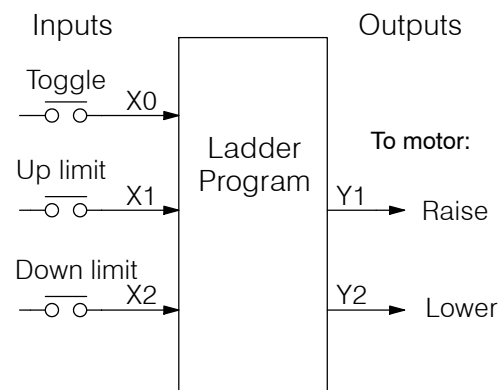 Inputs
Outputs
Toggle
X0
Ladder
Program
To motor:
Up limit
X1
Y1
Raise
Down limit
X2
Y2
Lower